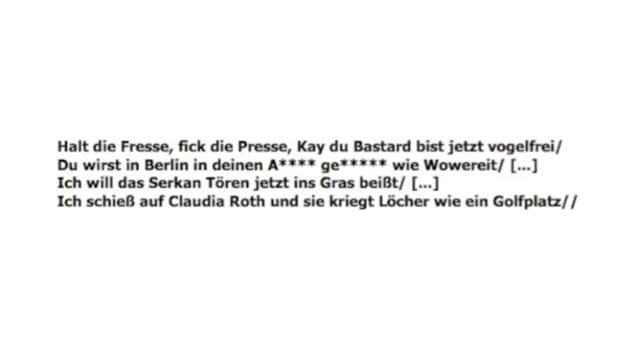 Halt die Fresse, fick die Presse, Kay du Bastard bist jetzt vogelfrei/
Du wirst in Berlin in deinen A**** ge***** wie Wowereit/ [...]
Ich will das Serkan Tören jetzt ins Gras beißt/ [...]
Ich schieß auf Claudia Roth und sie kriegt Löcher wie ein Golfplatz//